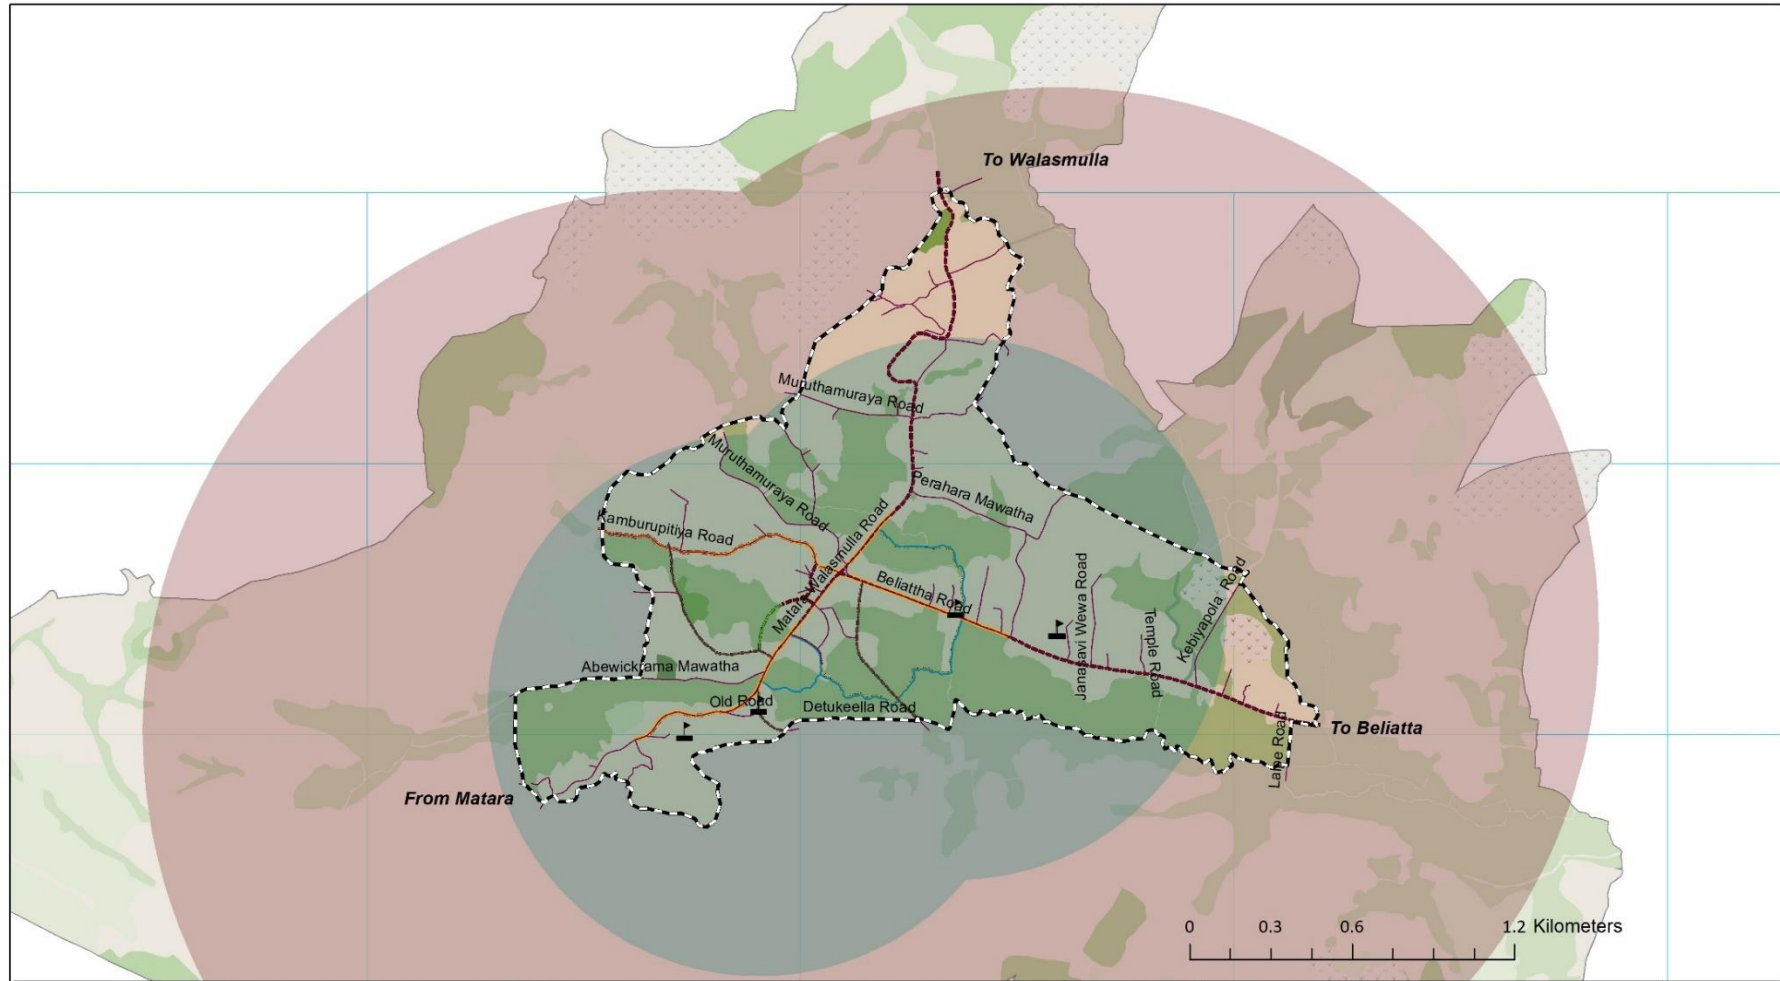 To Walasmulla
Muruthamuraya Road
Muruthamuraya Road
Perahara Mawatha
Kamburupitiya Road
Matara Walasmulla Road
Beliattha Road
Janasavi Wewa Road
Temple Road
Kebiyapola Road
Abewickrama Mawatha
Old Road
Detukeella Road
To Beliatta
Laipe Road
From Matara
0 0.3 0.6 1.2 Kilometers